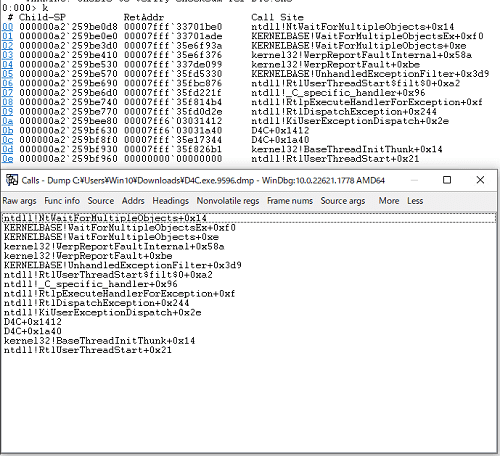 0:000> k
# Child-SP RetAddr Call Site
00 000000a2`259be0d8 00007fff`33701be0 ntdll!NtWaitForMultipleObjects+0x14
01 000000a2`259be0e0 00007fff`33701ade KERNELBASE!WaitForMultipleObjectsEx+0xf0
02 000000a2`259be3d0 00007fff`35e6f93a KERNELBASE!WaitForMultipleObjects+0xe
03 000000a2`259be410 00007fff`35e6f376 kernel32!WerpReportFaultInternal+0x58a
04 000000a2`259be530 00007fff`337de099 kernel32!WerpReportFault+0xbe
05 000000a2`259be570 00007fff`35fd5330 KERNELBASE!UnhandledExceptionFilter+0x3d9
06 000000a2`259be690 00007fff`35fbc876 ntdll!RtlUserThreadStart$filt$0+0xa2
07 000000a2`259be6d0 00007fff`35fd221f ntdll!_C_specific_handler+0x96
08 000000a2`259be740 00007fff`35f814b4 ntdll!RtlpExecuteHandlerForException+0xf
09 000000a2`259be770 00007fff`35fd0d2e ntdll!RtlDispatchException+0x244
0a 000000a2`259bee80 00007ff6`03031412 ntdll!KiUserExceptionDispatch+0x2e
0b 000000a2`259bf630 00007ff6`03031a40 D4C+0x1412
0c 000000a2`259bf8f0 00007fff`35e17344 D4C+0x1a40
0d 000000a2`259bf930 00007fff`35f826b1 kernel32!BaseThreadInitThunk+0x14
0e 000000a2`259bf960 00000000`00000000 ntdll!RtlUserThreadStart+0x21
Calls - Dump C:¥Users¥Win10¥Downloads¥D4C.exe.9596.dmp - WinDbg:10.0.22621.1778 AMD64
Raw args Func info Source Addrs Headings Nonvolatile regs Frame nums Source args More Less
ntdll!NtWaitForMultipleObjects+0x14
KERNELBASE!WaitForMultipleObjectsEx+0xf0
KERNELBASE!WaitForMultipleObjects+0xe
kernel32!WerpReportFaultInternal+0x58a
kernel32!WerpReportFault+0xbe
KERNELBASE!UnhandledExceptionFilter+0x3d9
ntdll!RtlUserThreadStart$filt$0+0xa2
ntdll!_C_specific_handler+0x96
ntdll!RtlpExecuteHandlerForException+0xf
ntdll!RtlDispatchException+0x244
ntdll!KiUserExceptionDispatch+0x2e
D4C+0x1412
D4C+0x1a40
kernel32!BaseThreadInitThunk+0x14
ntdll!RtlUserThreadStart+0x21